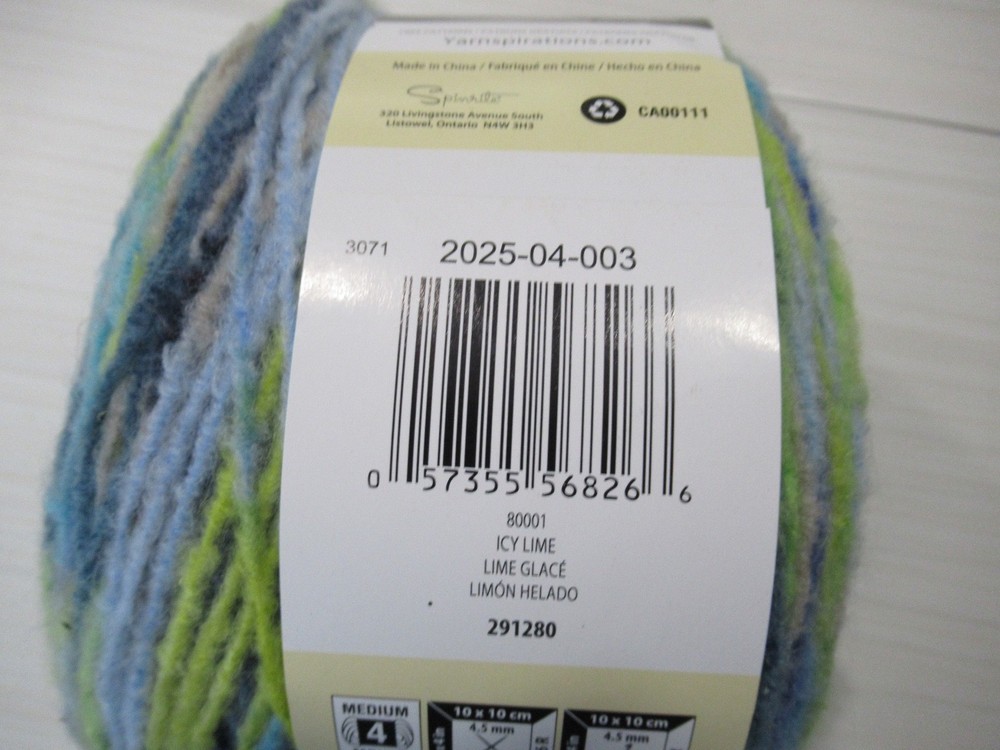 Yarnspirations.com
Made in China / Fabriqué en Chine / Hecho en China
Spinrite
320 Livingstone Avenue South
Listowel, Ontario N4W 3H3
CA00111
3071 2025-04-003
0 57355 56826 6
80001
ICY LIME
LIME GLACÉ
LIMÓN HELADO
291280
MEDIUM
4
10 x 10 cm
4.5 mm
10 x 10 cm
4.5 mm